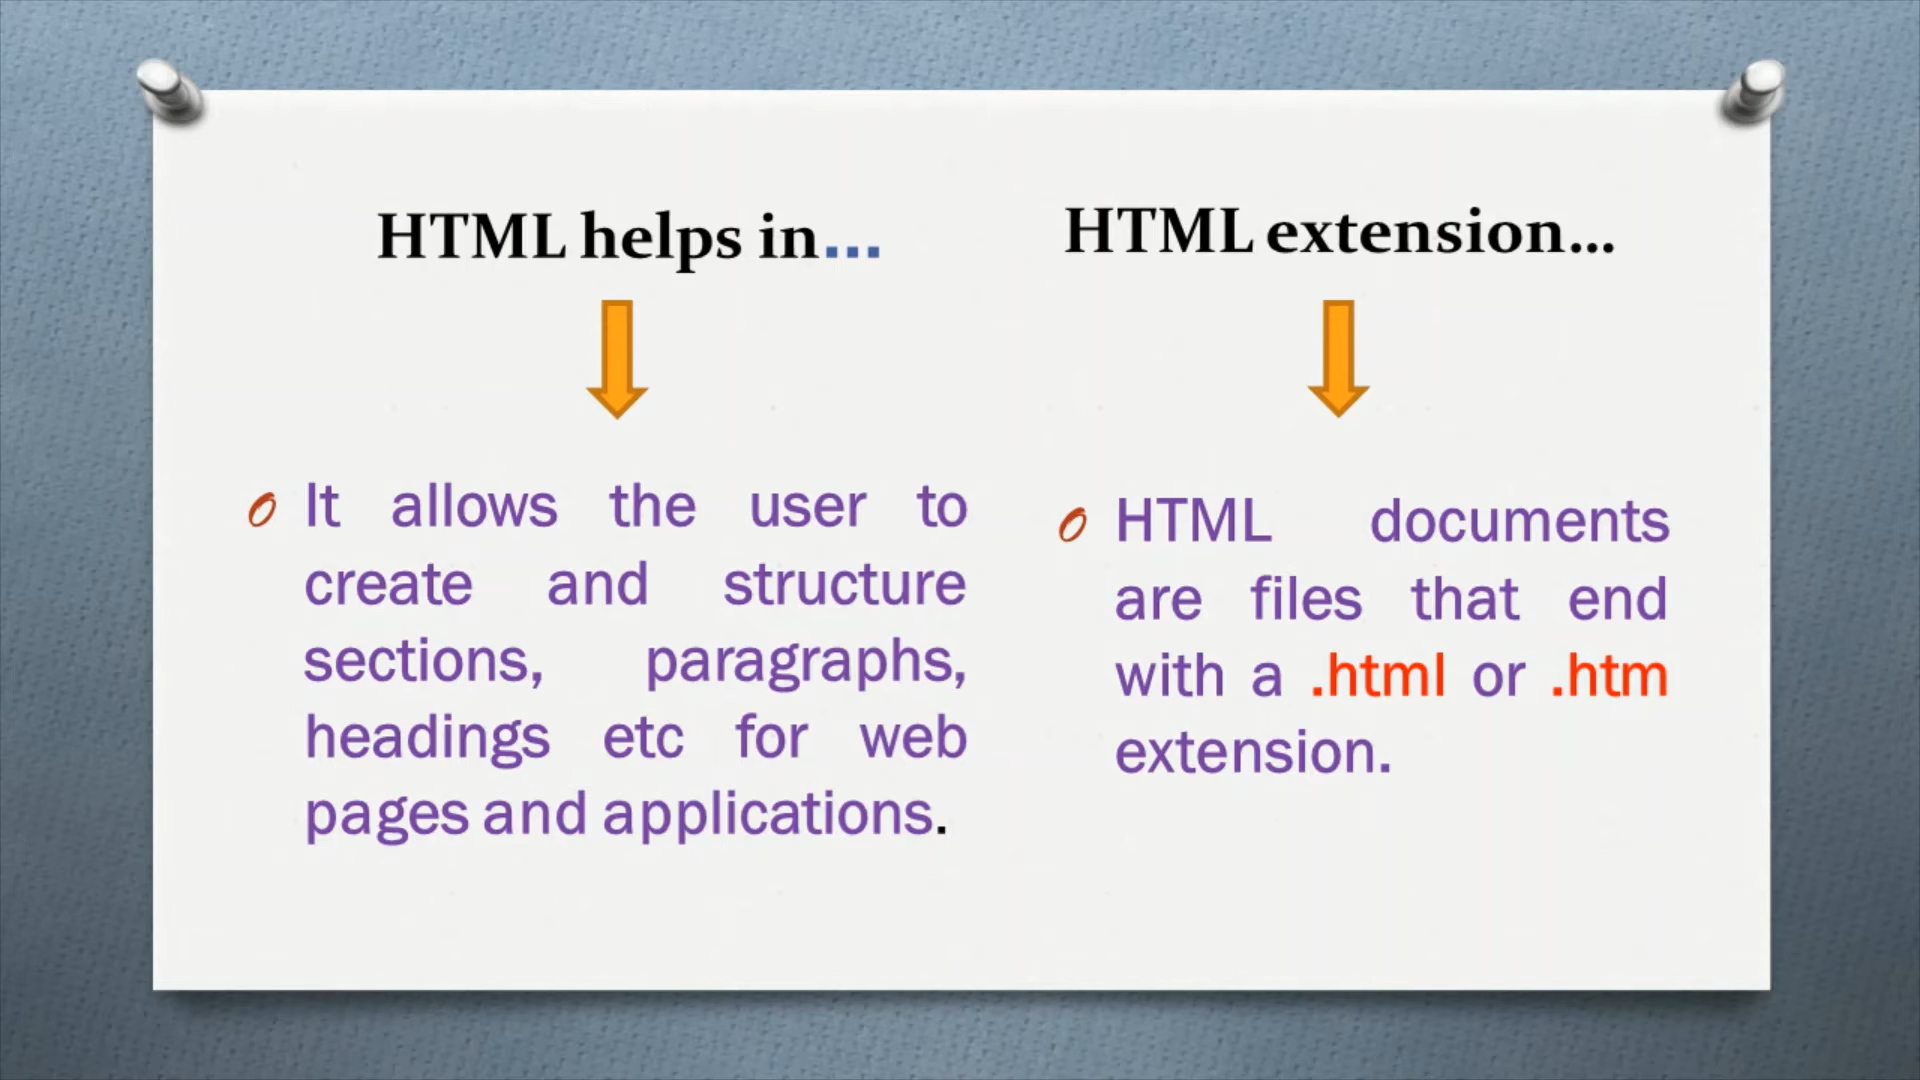 HTML helps in...
It allows the user to
create and structure
sections, paragraphs,
headings etc for web
pages and applications.
HTML extension...
HTML documents
are files that end
with a .html or .htm
extension.